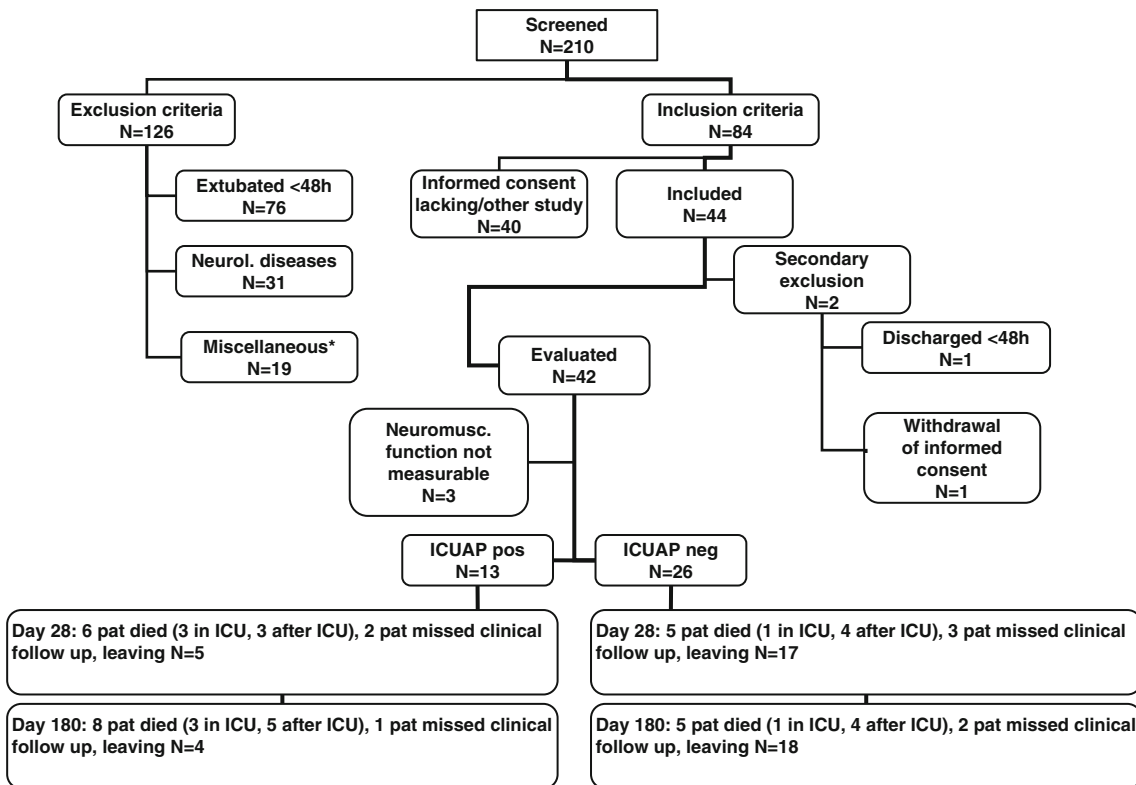 Screened
N=210
Exclusion criteria
N=126
Inclusion criteria
N=84
Extubated <48h
N=76
Informed consent
lacking/other study
N=40
Included
N=44
Neurol. diseases
N=31
Secondary
exclusion
N=2
Miscellaneous*
N=19
Evaluated
N=42
Discharged <48h
N=1
Neuromusc.
function not
measurable
N=3
Withdrawal
of informed
consent
N=1
ICUAP pos
N=13
ICUAP neg
N=26
Day 28: 6 pat died (3 in ICU, 3 after ICU), 2 pat missed clinical
follow up, leaving N=5
Day 28: 5 pat died (1 in ICU, 4 after ICU), 3 pat missed clinical
follow up, leaving N=17
Day 180: 8 pat died (3 in ICU, 5 after ICU), 1 pat missed clinical
follow up, leaving N=4
Day 180: 5 pat died (1 in ICU, 4 after ICU), 2 pat missed clinical
follow up, leaving N=18